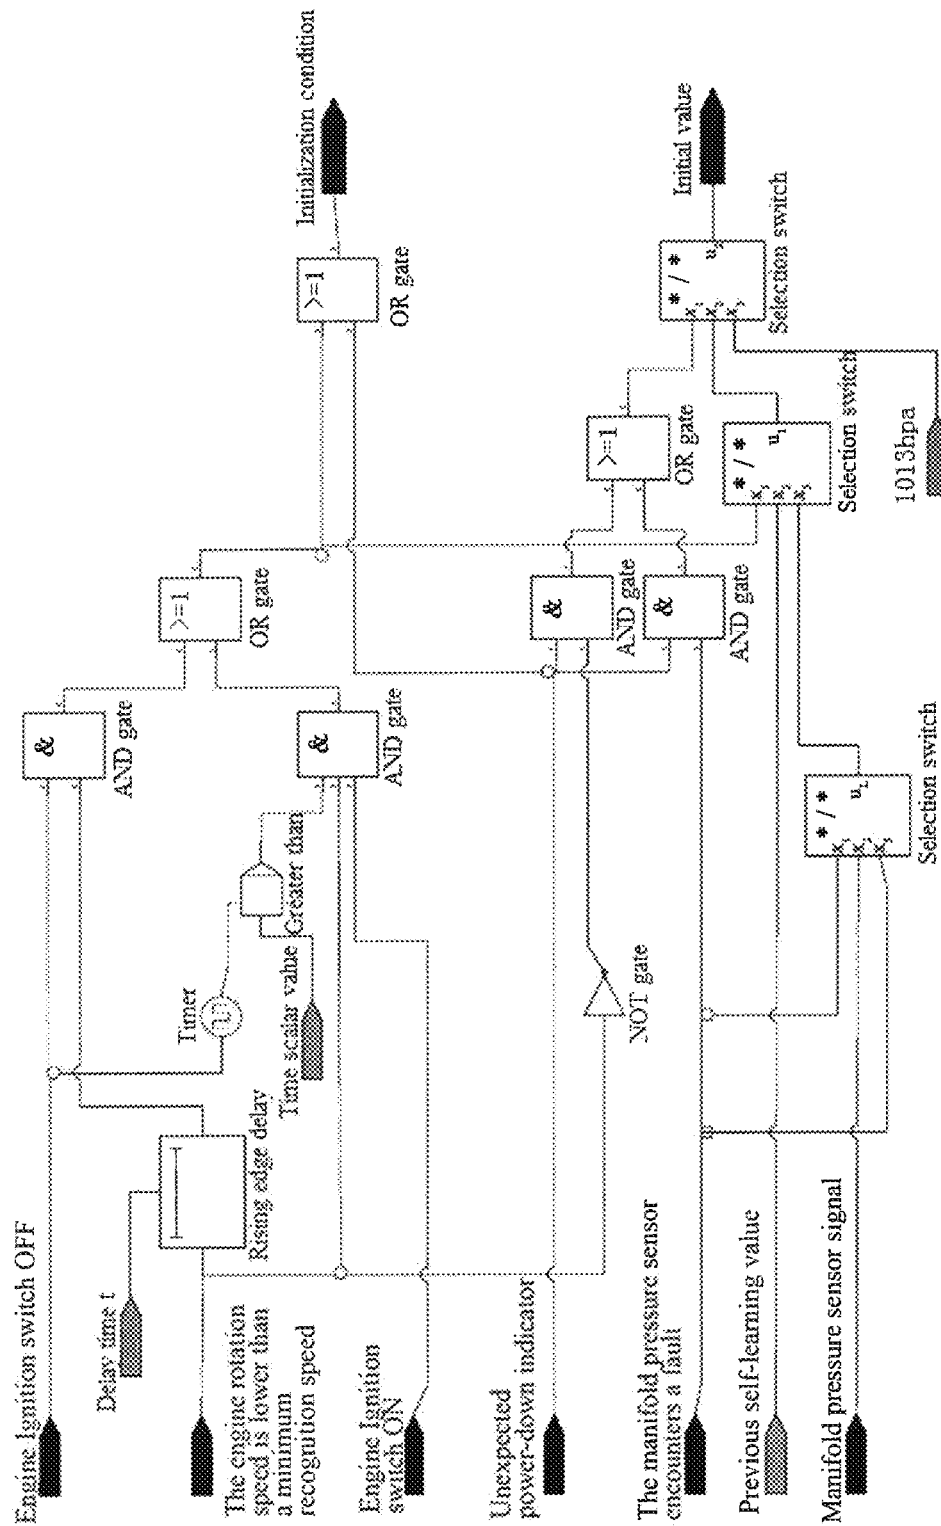 Engine Ignition switch OFF
Delay time t
Rising edge delay
The engine rotation
speed is lower than
a minimum
recognition speed
Engine Ignition
switch ON
Unexpected
power-down indicator
The manifold pressure sensor
encounters a fault
Previous self-learning value
Manifold pressure sensor signal
Timer
Time scalar value
Greater than
NOT gate
&
AND gate
&
AND gate
>=1
OR gate
&
AND gate
&
AND gate
>=1
OR gate
>=1
OR gate
* / *
Selection switch
* / *
Selection switch
1013hpa
* / *
Selection switch
Initialization condition
Initial value